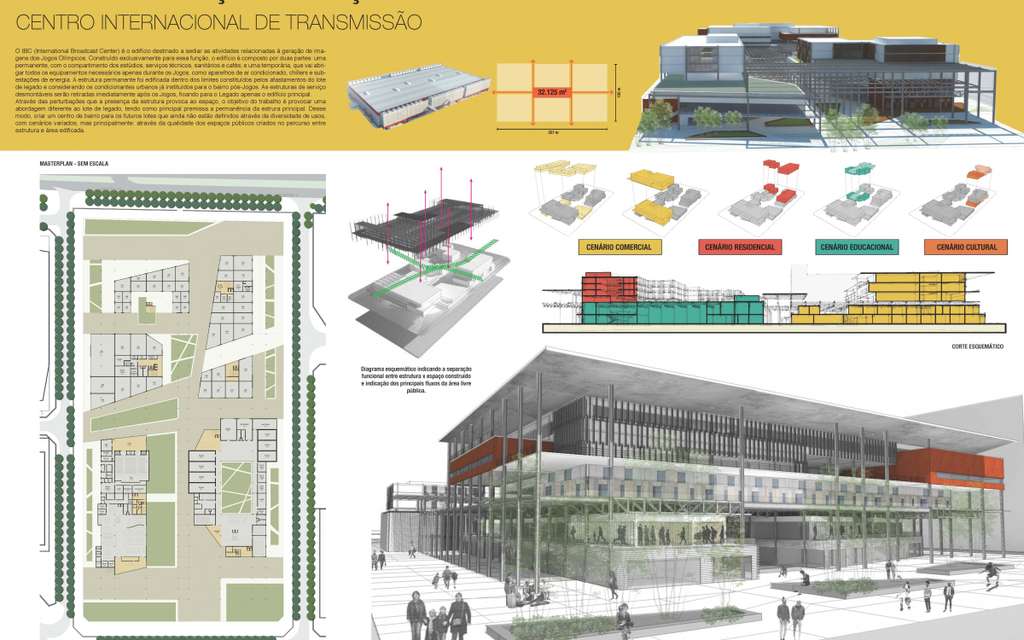 CENTRO INTERNACIONAL DE TRANSMISSÃO
O IBC (International Broadcast Center) é o edifício destinado a sediar as atividades relacionadas à geração de ima-
gens dos Jogos Olímpicos. Construído exclusivamente para essa função, o edifício é composto por duas partes: uma
permanente, com o compartimento dos estúdios, serviços técnicos, sanitários e cafés; e uma temporária, que vai abri-
gar todos os equipamentos necessários apenas durante os Jogos, como aparelhos de ar condicionado, chillers e sub-
estações de energia. A estrutura permanente foi edificada dentro dos limites constituídos pelos afastamentos do lote
de legado e considerando os condicionantes urbanos já instituídos para o bairro pós-Jogos. As estruturas de serviço
desmontáveis serão retiradas imediatamente após os Jogos, ficando para o Legado apenas o edifício principal.
Através das perturbações que a presença da estrutura provoca ao espaço, o objetivo do trabalho é provocar uma
abordagem diferente ao lote de legado, tendo como principal premissa a permanência da estrura principal. Desse
modo, criar um centro de bairro para os futuros lotes que ainda não estão definidos através da diversidade de usos,
com cenários variados, mas principalmente: através da qualidade dos espaços públicos criados no percurso entre
estrutura e área edificada.
32.125 m²
MASTERPLAN - SEM ESCALA
CENÁRIO COMERCIAL
CENÁRIO RESIDENCIAL
CENÁRIO EDUCACIONAL
CENÁRIO CULTURAL
CORTE ESQUEMÁTICO
Diagrama esquemático indicando a separação
funcional entre estrutura e espaço construído
e indicação dos principais fluxos da área livre
pública.